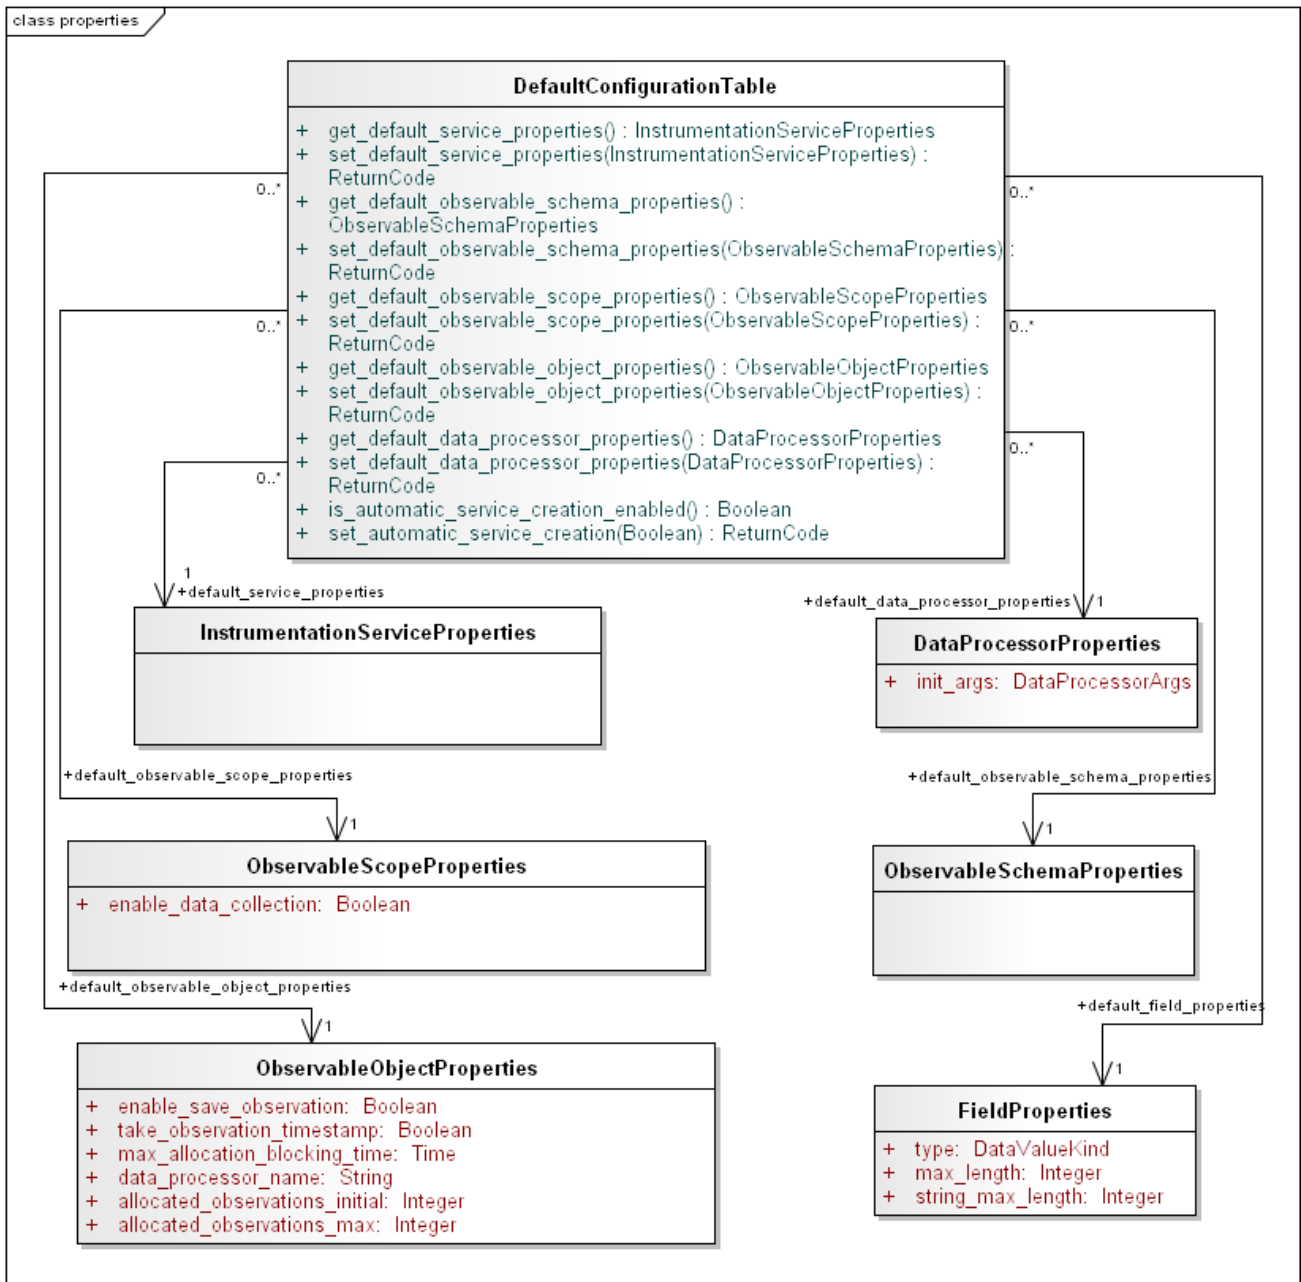 class properties
DefaultConfigurationTable
+ get_default_service_properties() : InstrumentationServiceProperties
+ set_default_service_properties(InstrumentationServiceProperties) :
ReturnCode
+ get_default_observable_schema_properties() :
ObservableSchemaProperties
+ set_default_observable_schema_properties(ObservableSchemaProperties) :
ReturnCode
+ get_default_observable_scope_properties() : ObservableScopeProperties
+ set_default_observable_scope_properties(ObservableScopeProperties) :
ReturnCode
+ get_default_observable_object_properties() : ObservableObjectProperties
+ set_default_observable_object_properties(ObservableObjectProperties) :
ReturnCode
+ get_default_data_processor_properties() : DataProcessorProperties
+ set_default_data_processor_properties(DataProcessorProperties) :
ReturnCode
+ is_automatic_service_creation_enabled() : Boolean
+ set_automatic_service_creation(Boolean) : ReturnCode
0..*
0..*
0..*
0..*
0..*
0..*
1
+default_service_properties
InstrumentationServiceProperties
+default_data_processor_properties
1
DataProcessorProperties
+ init_args: DataProcessorArgs
+default_observable_scope_properties
1
ObservableScopeProperties
+ enable_data_collection: Boolean
+default_observable_schema_properties
1
ObservableSchemaProperties
+default_observable_object_properties
1
ObservableObjectProperties
+ enable_save_observation: Boolean
+ take_observation_timestamp: Boolean
+ max_allocation_blocking_time: Time
+ data_processor_name: String
+ allocated_observations_initial: Integer
+ allocated_observations_max: Integer
+default_field_properties
1
FieldProperties
+ type: DataValueKind
+ max_length: Integer
+ string_max_length: Integer